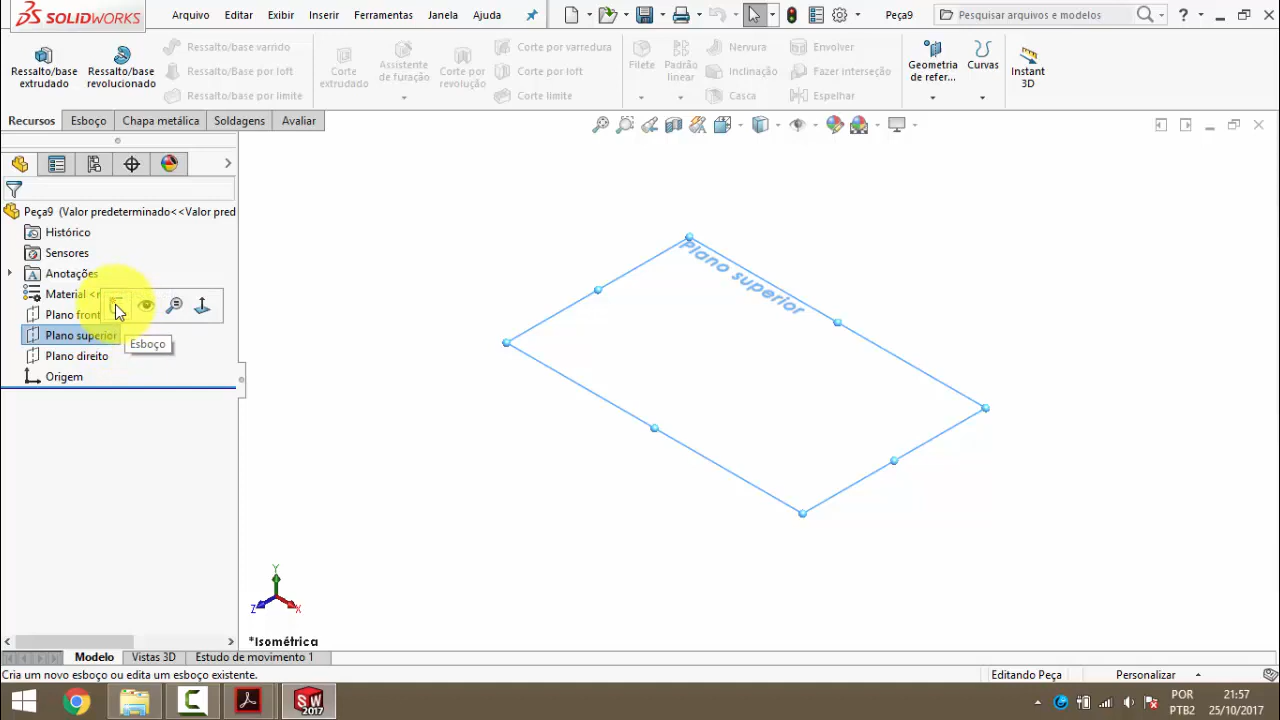 SOLIDWORKS Arquivo Editar Exibir Inserir Ferramentas Janela Ajuda Peça9 Pesquisar arquivos e modelos ?
Ressalto/base extrudado
Ressalto/base revolucionado
Ressalto/base varrido
Ressalto/base por loft
Ressalto/base por limite
Corte extrudado
Assistente de furação
Corte por revolução
Corte por varredura
Corte por loft
Corte limite
Filete
Padrão linear
Nervura
Inclinação
Casca
Envolver
Fazer interseção
Espelhar
Geometria de refer...
Curvas
Instant 3D
Recursos Esboço Chapa metálica Soldagens Avaliar
Peça9 (Valor predeterminado<<Valor pred
Histórico
Sensores
Anotações
Material <
Plano front
Plano superior
Esboço
Plano direito
Origem
Plano superior
Y
Z X
*Isométrica
Modelo Vistas 3D Estudo de movimento 1
Cria um novo esboço ou edita um esboço existente. Editando Peça Personalizar
SW 2017
POR
PTB2
21:57
25/10/2017